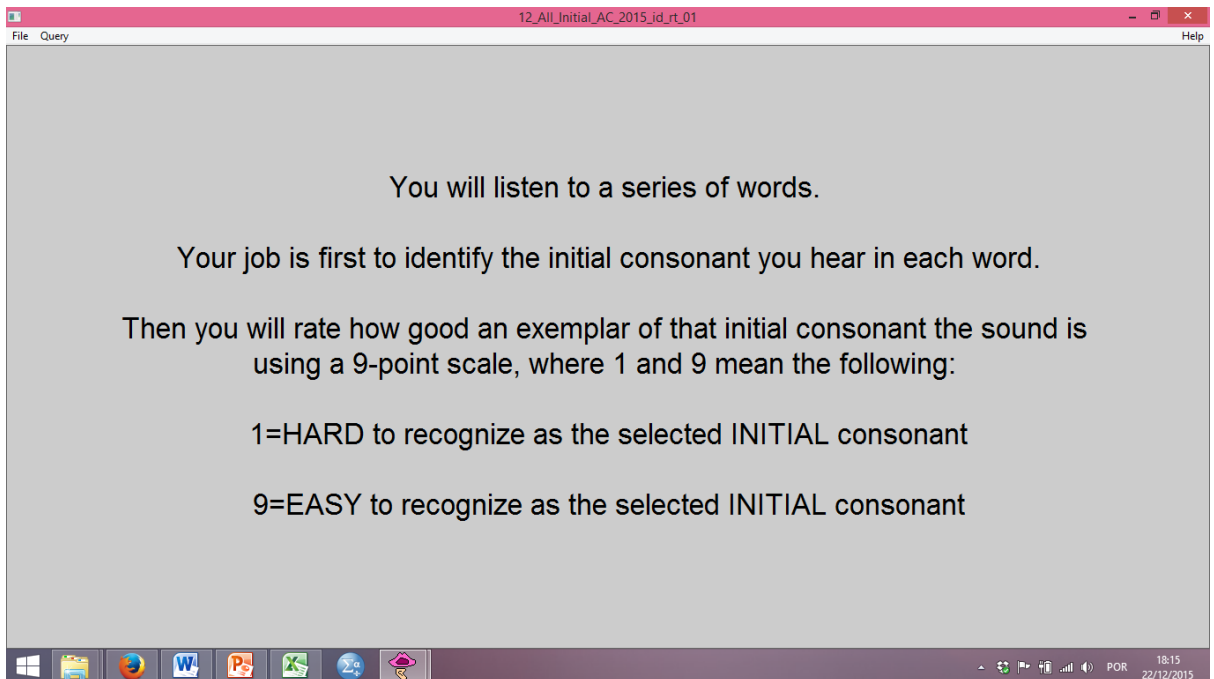 12_All_Initial_AC_2015_id_rt_01
File Query Help
You will listen to a series of words.
Your job is first to identify the initial consonant you hear in each word.
Then you will rate how good an exemplar of that initial consonant the sound is
using a 9-point scale, where 1 and 9 mean the following:
1=HARD to recognize as the selected INITIAL consonant
9=EASY to recognize as the selected INITIAL consonant
POR
18:15
22/12/2015